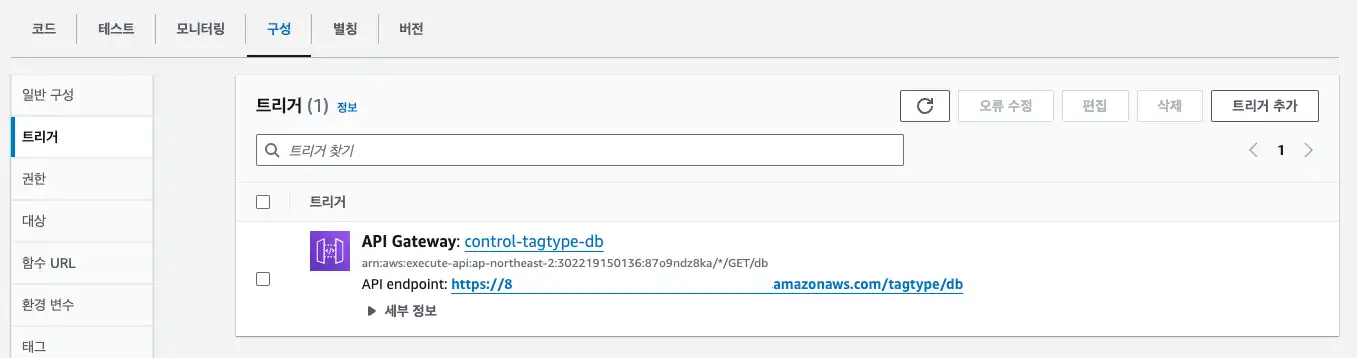 코드 테스트 모니터링 구성 별칭 버전
일반 구성
트리거
권한
대상
함수 URL
환경 변수
태그
트리거 (1) 정보
오류 수정 편집 삭제 트리거 추가
트리거 찾기
1
트리거
API Gateway: control-tagtype-db
arn:aws:execute-api:ap-northeast-2:302219150136:87o9ndz8ka/*/GET/db
API endpoint: https://8 amazonaws.com/tagtype/db
▶ 세부 정보